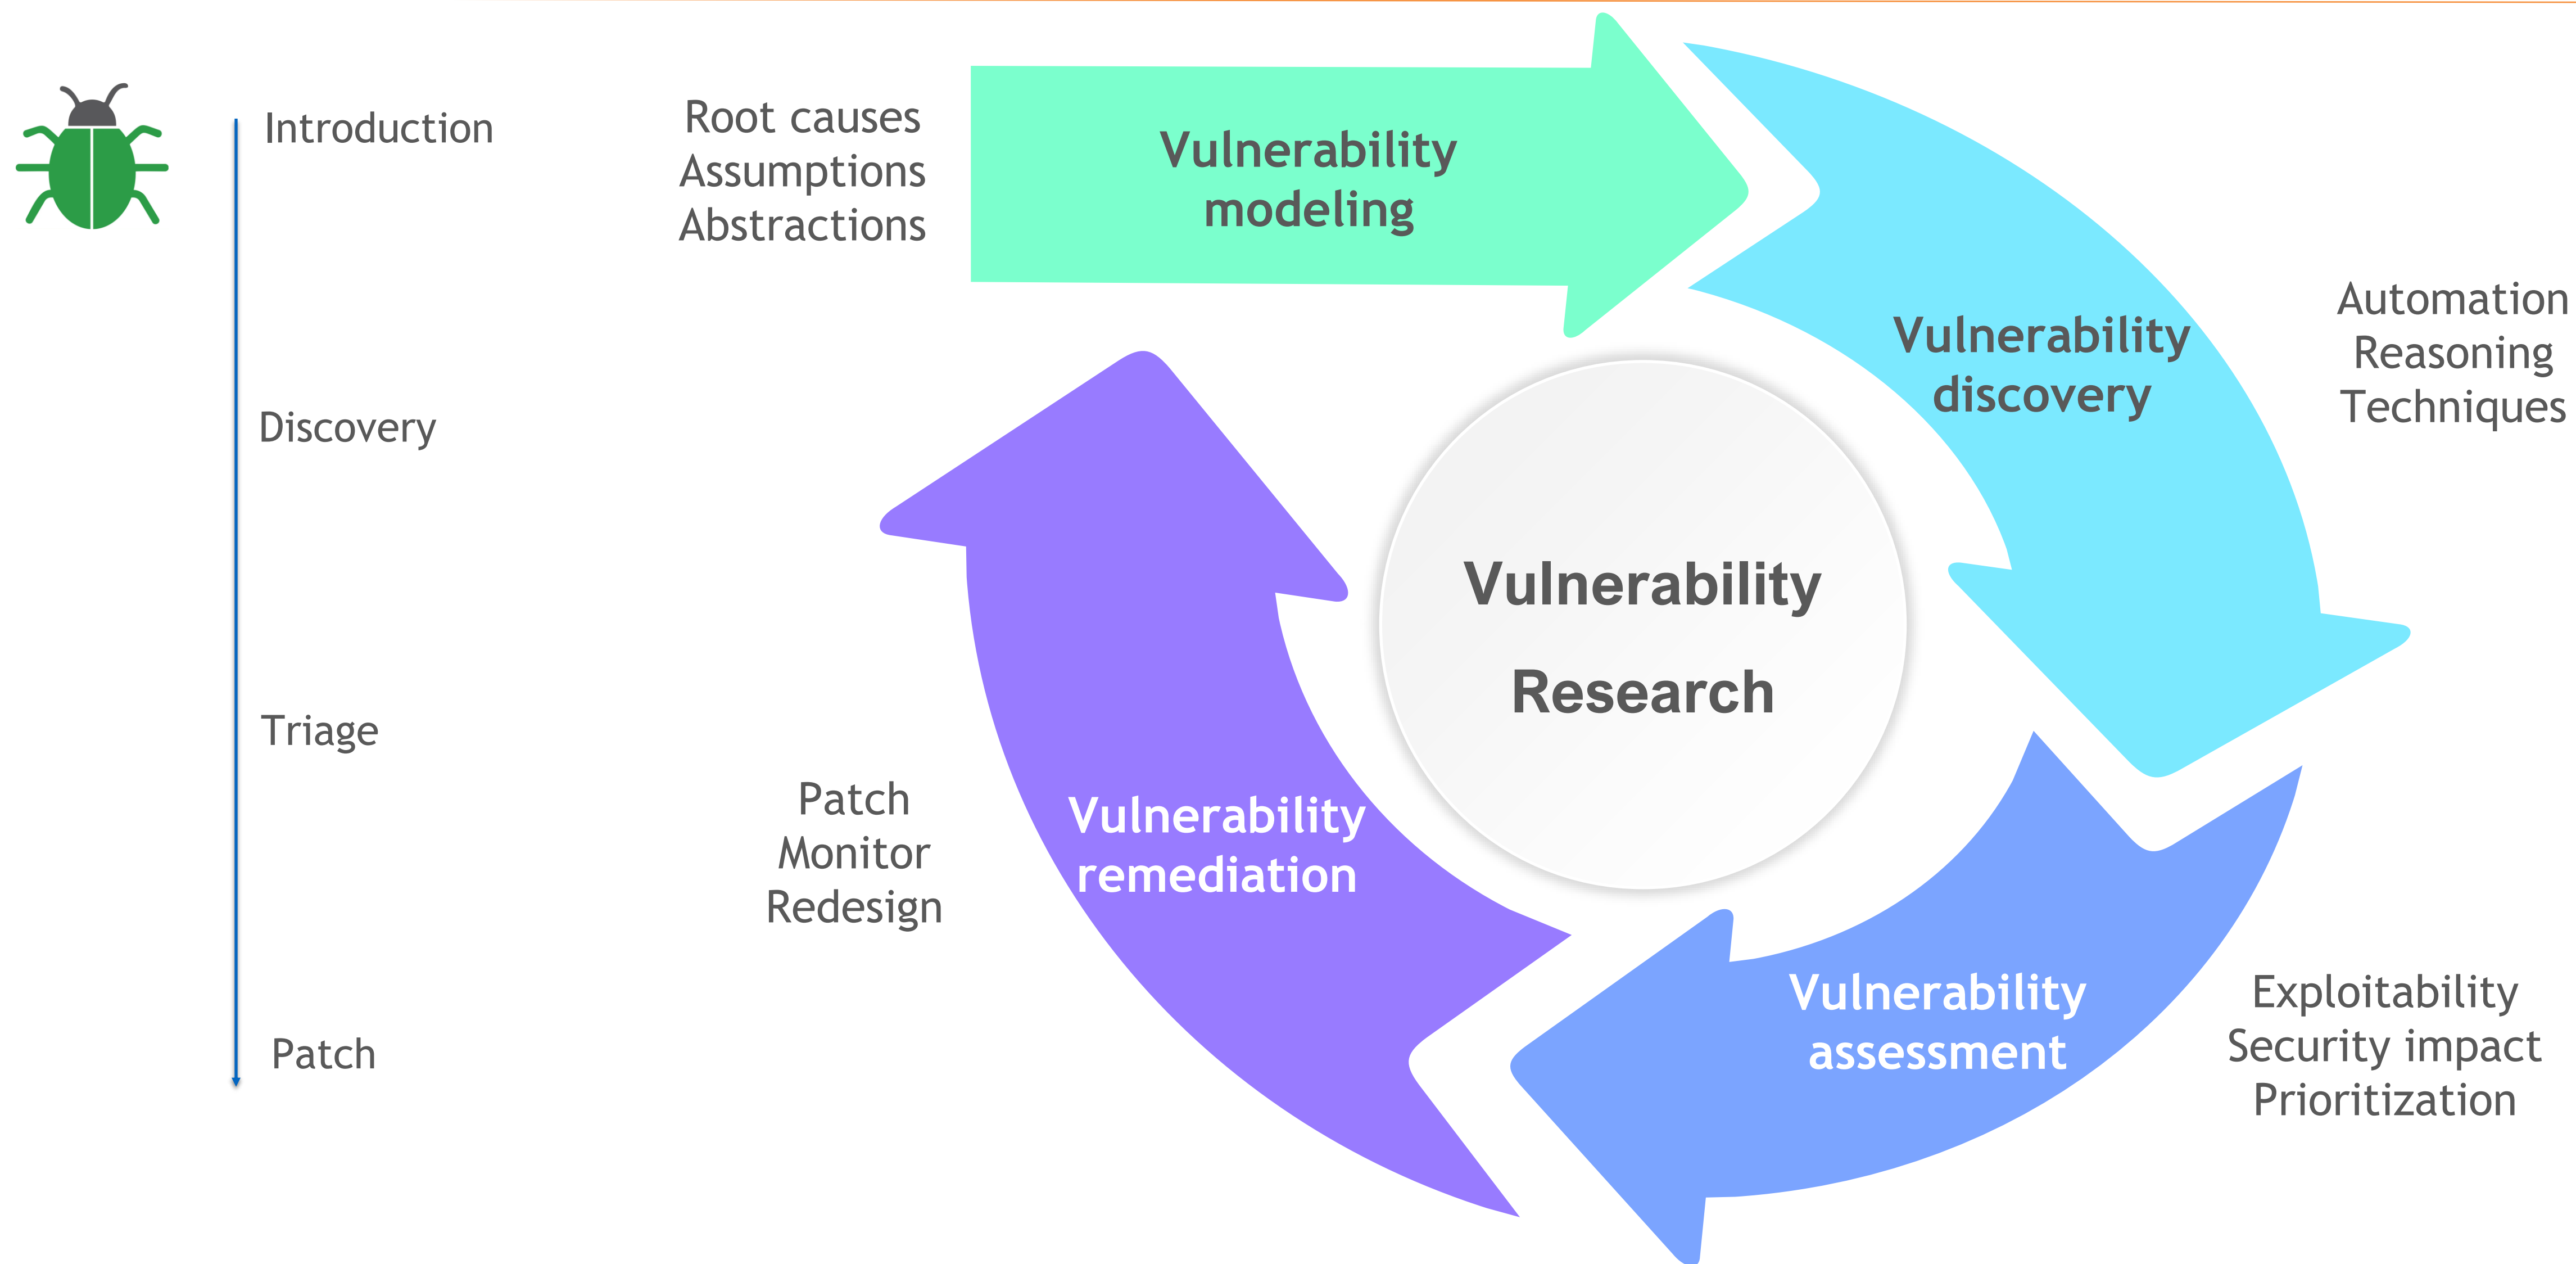 Introduction
Discovery
Triage
Patch
Root causes
Assumptions
Abstractions
Vulnerability
modeling
Vulnerability
discovery
Automation
Reasoning
Techniques
Vulnerability
Research
Vulnerability
assessment
Exploitability
Security impact
Prioritization
Vulnerability
remediation
Patch
Monitor
Redesign